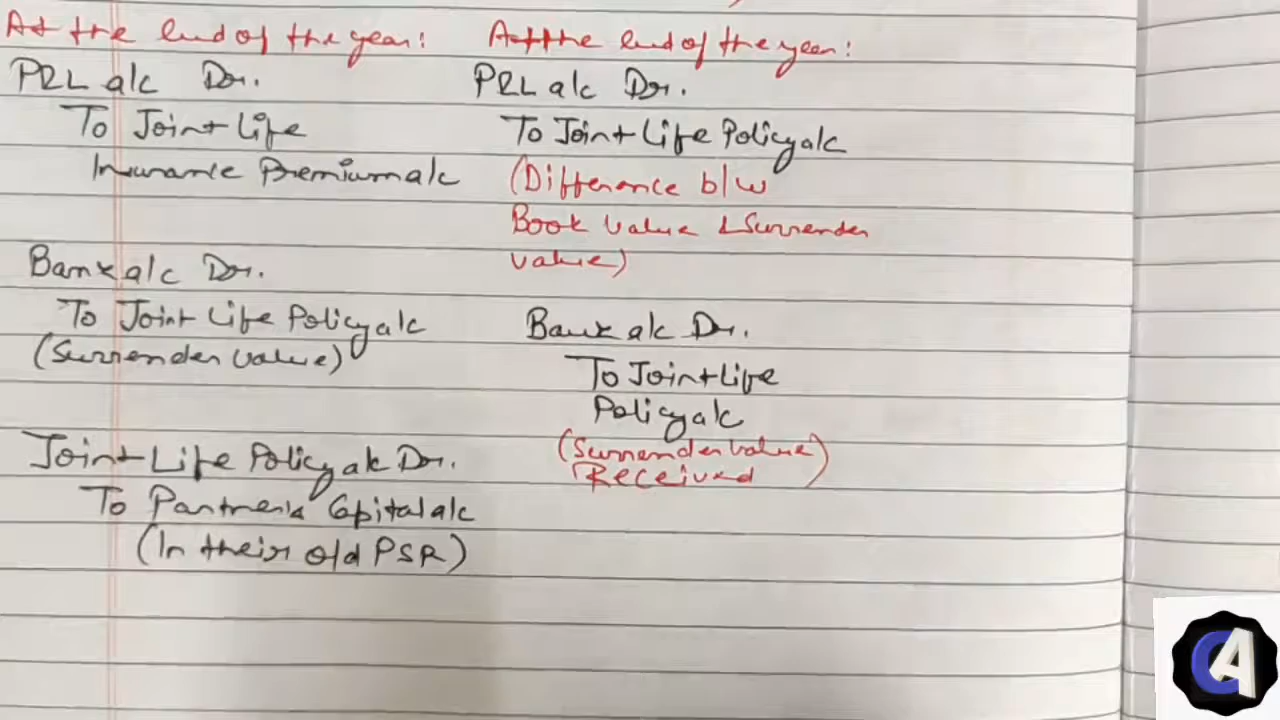 At the end of the year:
P&L a/c Dr.
To Joint Life
Insurance Premium a/c
Bank a/c Dr.
To Joint Life Policy a/c
(Surrender value)
Joint Life Policy a/c Dr.
To Partner's Capital a/c
(In their old PSR)
At the end of the year:
P&L a/c Dr.
To Joint Life Policy a/c
(Difference b/w
Book value & Surrender
value)
Bank a/c Dr.
To Joint Life
Policy a/c
(Surrender value)
Received
CA